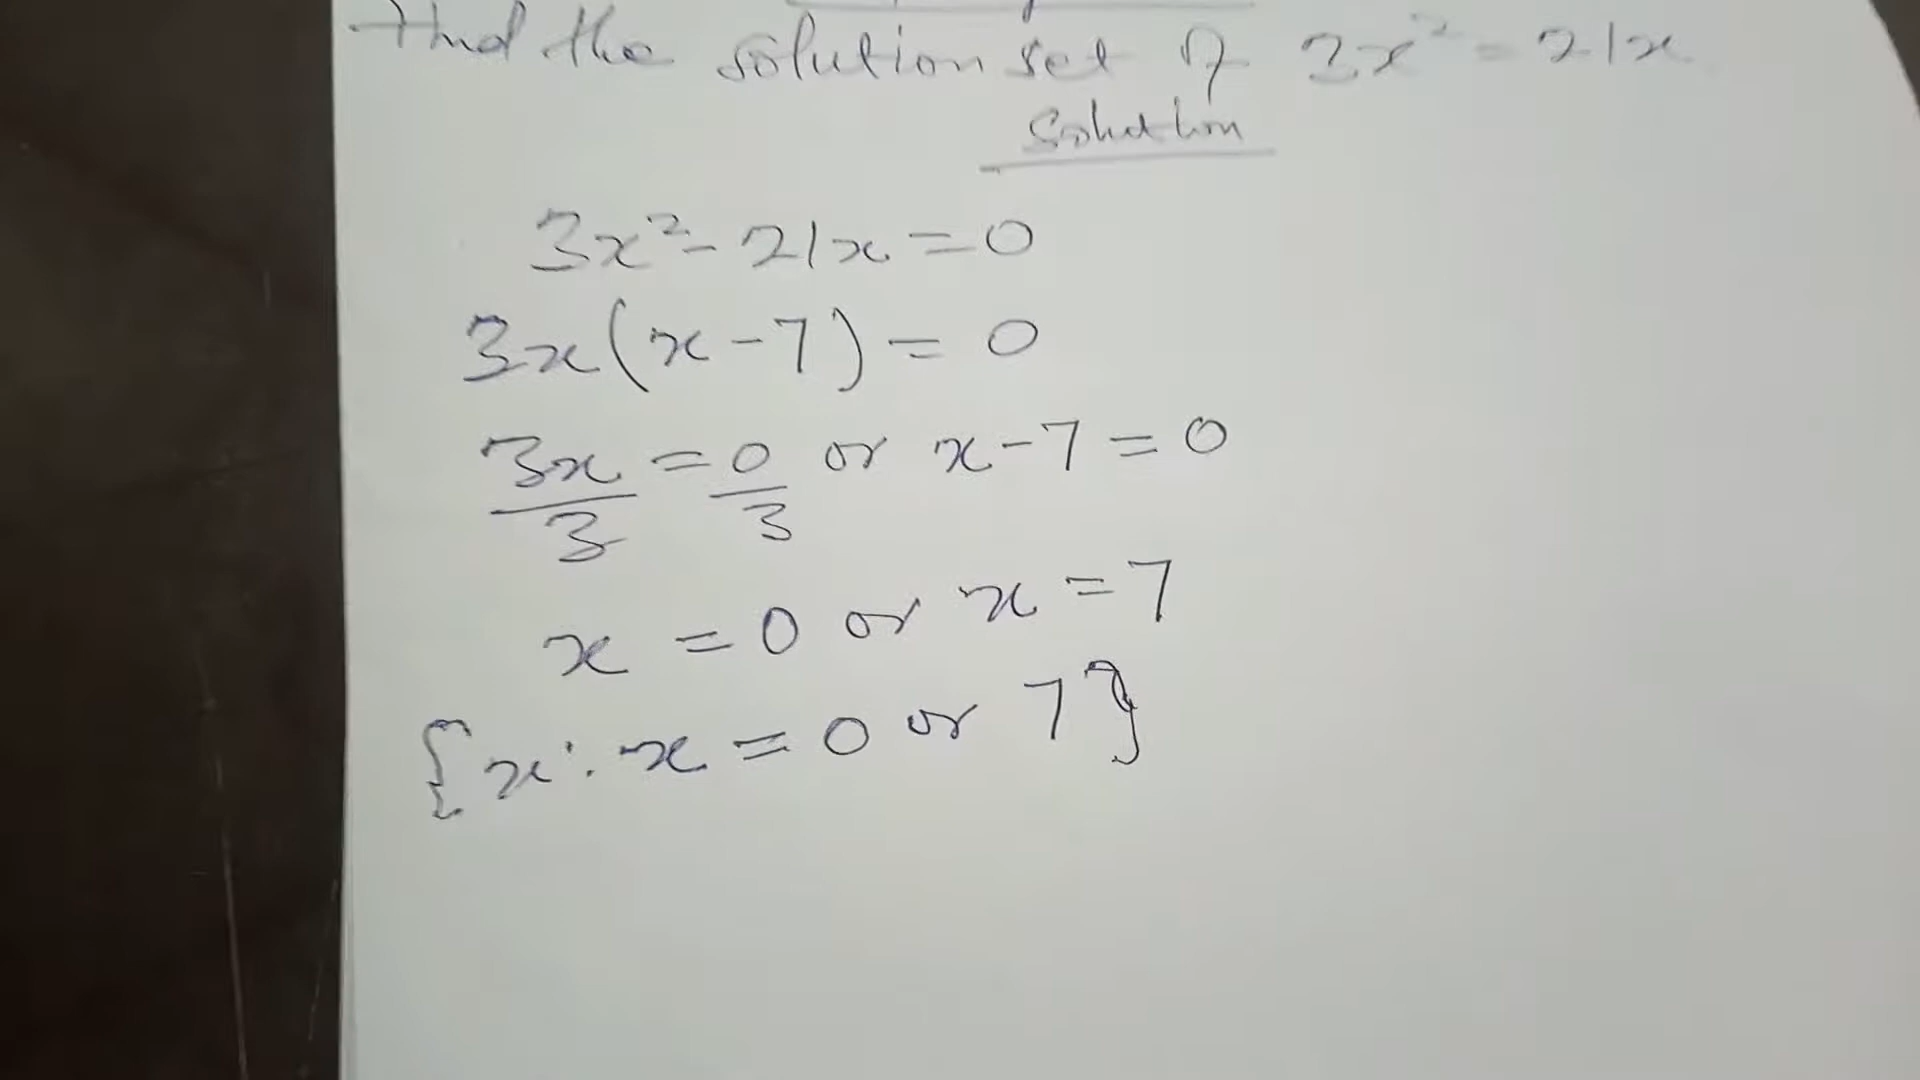 Find the solution set of 3x² = 21x
Solution
3x² - 21x = 0
3x(x - 7) = 0
3x/3 = 0/3 or x - 7 = 0
x = 0 or x = 7
{x : x = 0 or 7}